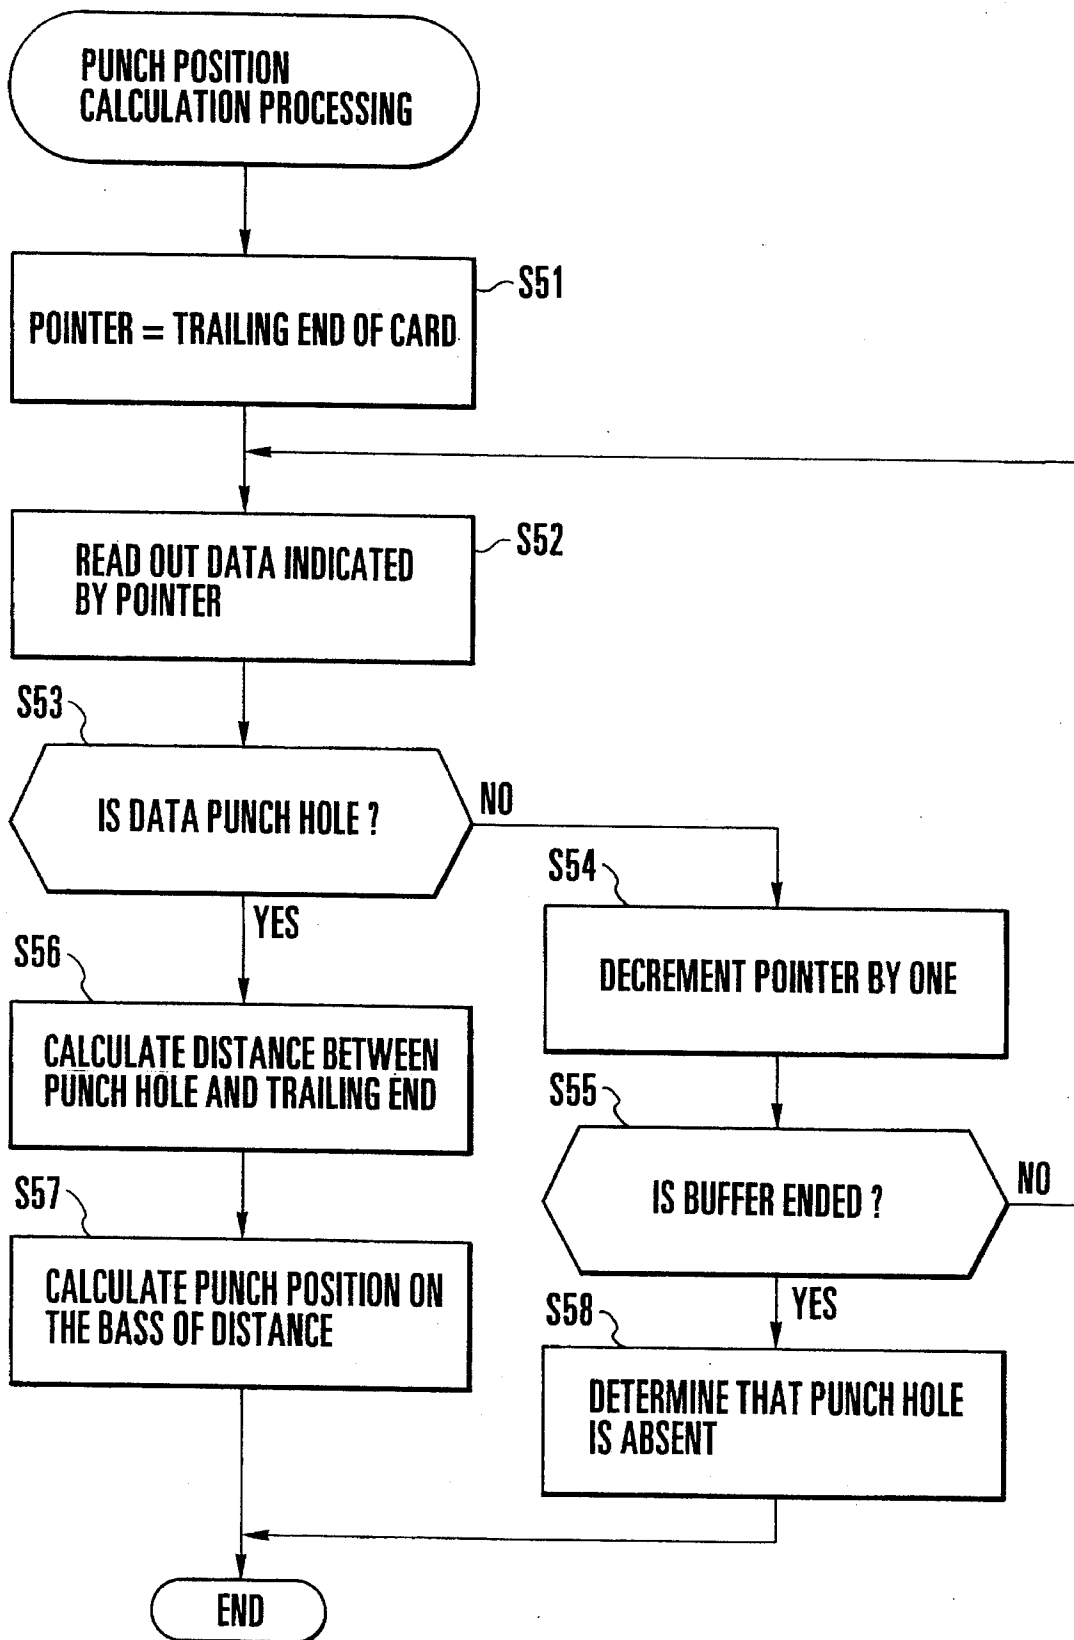 PUNCH POSITION
CALCULATION PROCESSING
S51
POINTER = TRAILING END OF CARD
S52
READ OUT DATA INDICATED
BY POINTER
S53
IS DATA PUNCH HOLE ?
NO
YES
S54
DECREMENT POINTER BY ONE
S55
IS BUFFER ENDED ?
NO
YES
S56
CALCULATE DISTANCE BETWEEN
PUNCH HOLE AND TRAILING END
S57
CALCULATE PUNCH POSITION ON
THE BASS OF DISTANCE
S58
DETERMINE THAT PUNCH HOLE
IS ABSENT
END